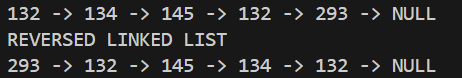 132 -> 134 -> 145 -> 132 -> 293 -> NULL
REVERSED LINKED LIST
293 -> 132 -> 145 -> 134 -> 132 -> NULL